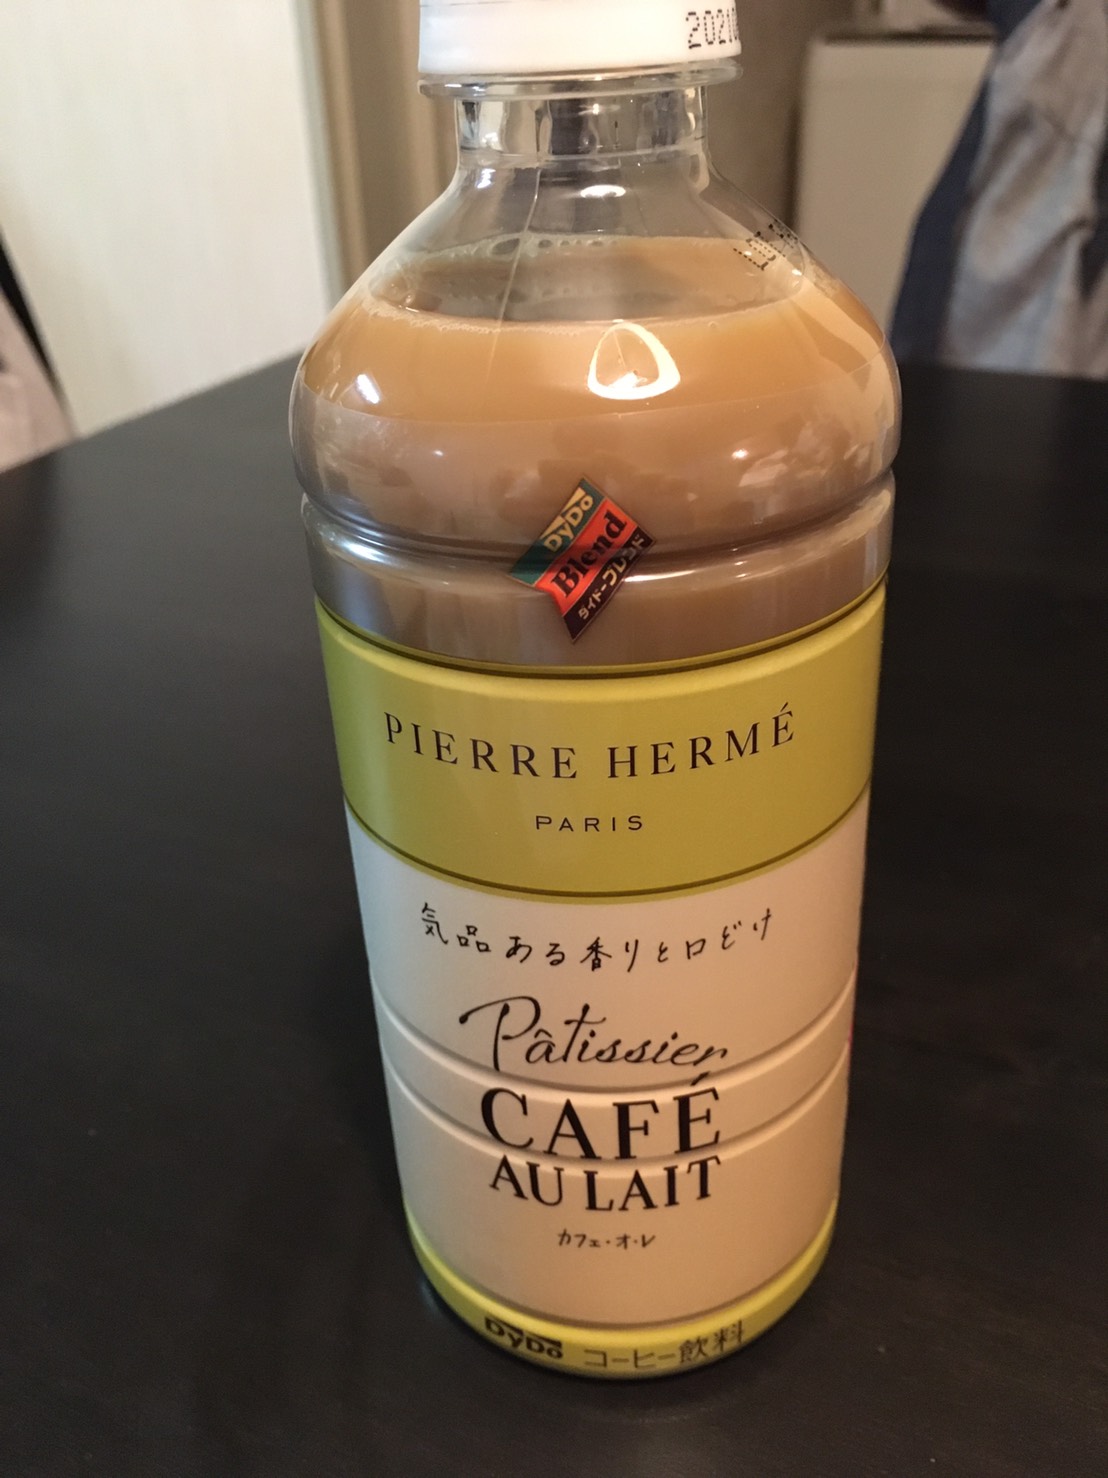 2021
DyDo
Blend
ダイドーブレンド
PIERRE HERMÉ
PARIS
気品ある香りと口どけ
Pâtissier
CAFÉ
AU LAIT
カフェ・オ・レ
DyDo コーヒー飲料